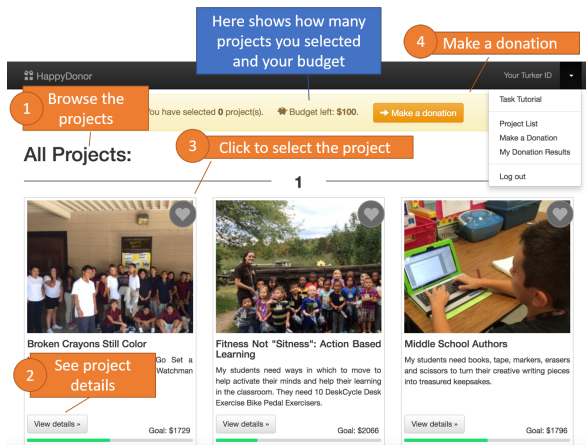 Here shows how many
projects you selected
and your budget
4 Make a donation
HappyDonor
Your Turker ID
1 Browse the
projects
You have selected 0 project(s).
Budget left: $100.
Make a donation
Task Tutorial
Project List
Make a Donation
My Donation Results
Log out
All Projects:
3 Click to select the project
1
Broken Crayons Still Color
Go Set a
Watchman
2 See project
details
View details »
Goal: $1729
Fitness Not "Sitness": Action Based
Learning
My students need ways in which to move to
help activate their minds and help their learning
in the classroom. They need 10 DeskCycle Desk
Exercise Bike Pedal Exercisers.
View details »
Goal: $2066
Middle School Authors
My students need books, tape, markers, erasers
and scissors to turn their creative writing pieces
into treasured keepsakes.
View details »
Goal: $1796